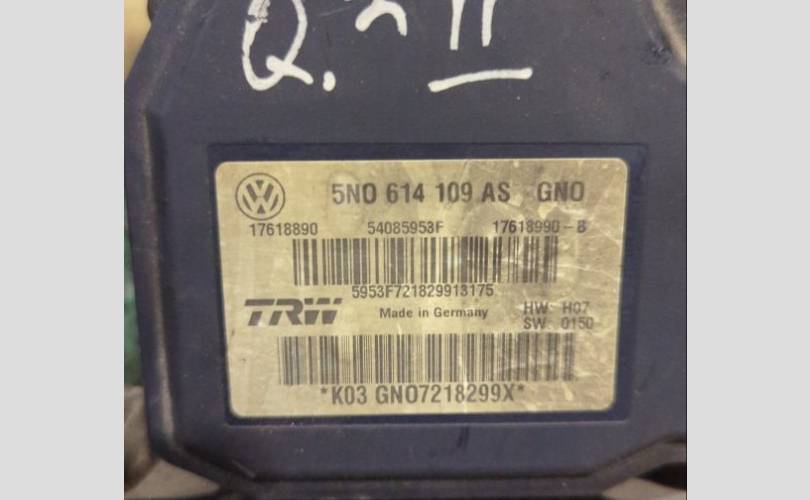 5N0 614 109 AS GN0
17618890 54085953F 17618990-B
5953F721829913175
TRW Made in Germany HW: H07
SW: 0150
*K03 GN07218299X*